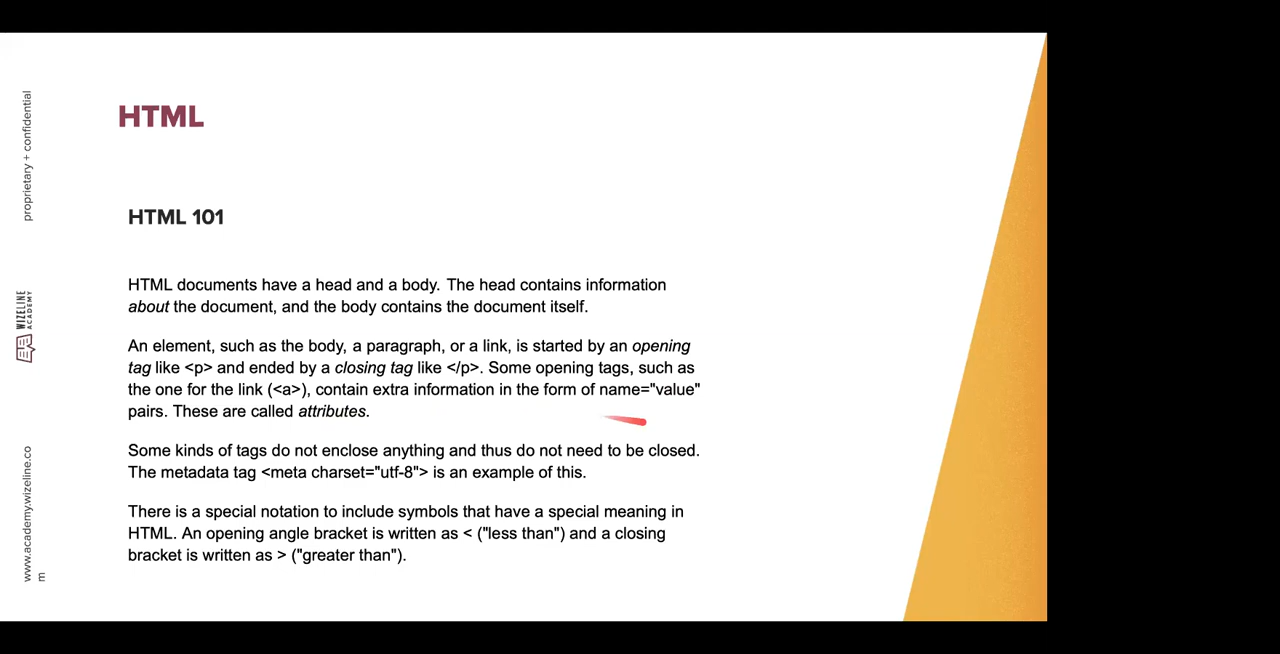 proprietary + confidential
WIZELINE
ACADEMY
www.academy.wizeline.co
m
HTML
HTML 101
HTML documents have a head and a body. The head contains information
about the document, and the body contains the document itself.
An element, such as the body, a paragraph, or a link, is started by an opening
tag like <p> and ended by a closing tag like </p>. Some opening tags, such as
the one for the link (<a>), contain extra information in the form of name="value"
pairs. These are called attributes.
Some kinds of tags do not enclose anything and thus do not need to be closed.
The metadata tag <meta charset="utf-8"> is an example of this.
There is a special notation to include symbols that have a special meaning in
HTML. An opening angle bracket is written as < ("less than") and a closing
bracket is written as > ("greater than").